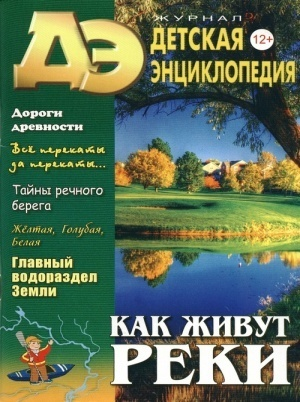 ДЭ
ЖУРНАЛ
ДЕТСКАЯ
12+
ЭНЦИКЛОПЕДИЯ
Дороги
древности
Всё перекаты
да перекаты...
Тайны речного
берега
Жёлтая, Голубая,
Белая
Главный
водораздел
Земли
КАК ЖИВУТ
РЕКИ